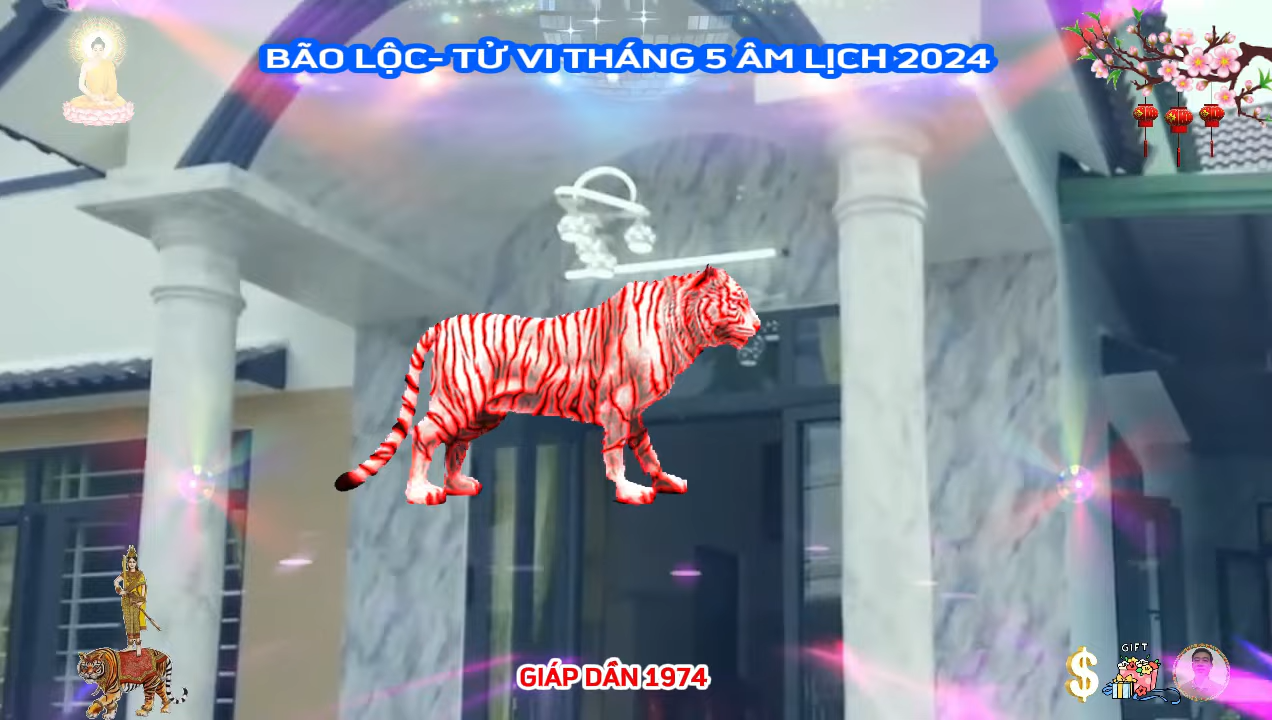 BÃO LỘC- TỬ VI THÁNG 5 ÂM LỊCH 2024
GIFT
$
GIÁP DẦN 1974